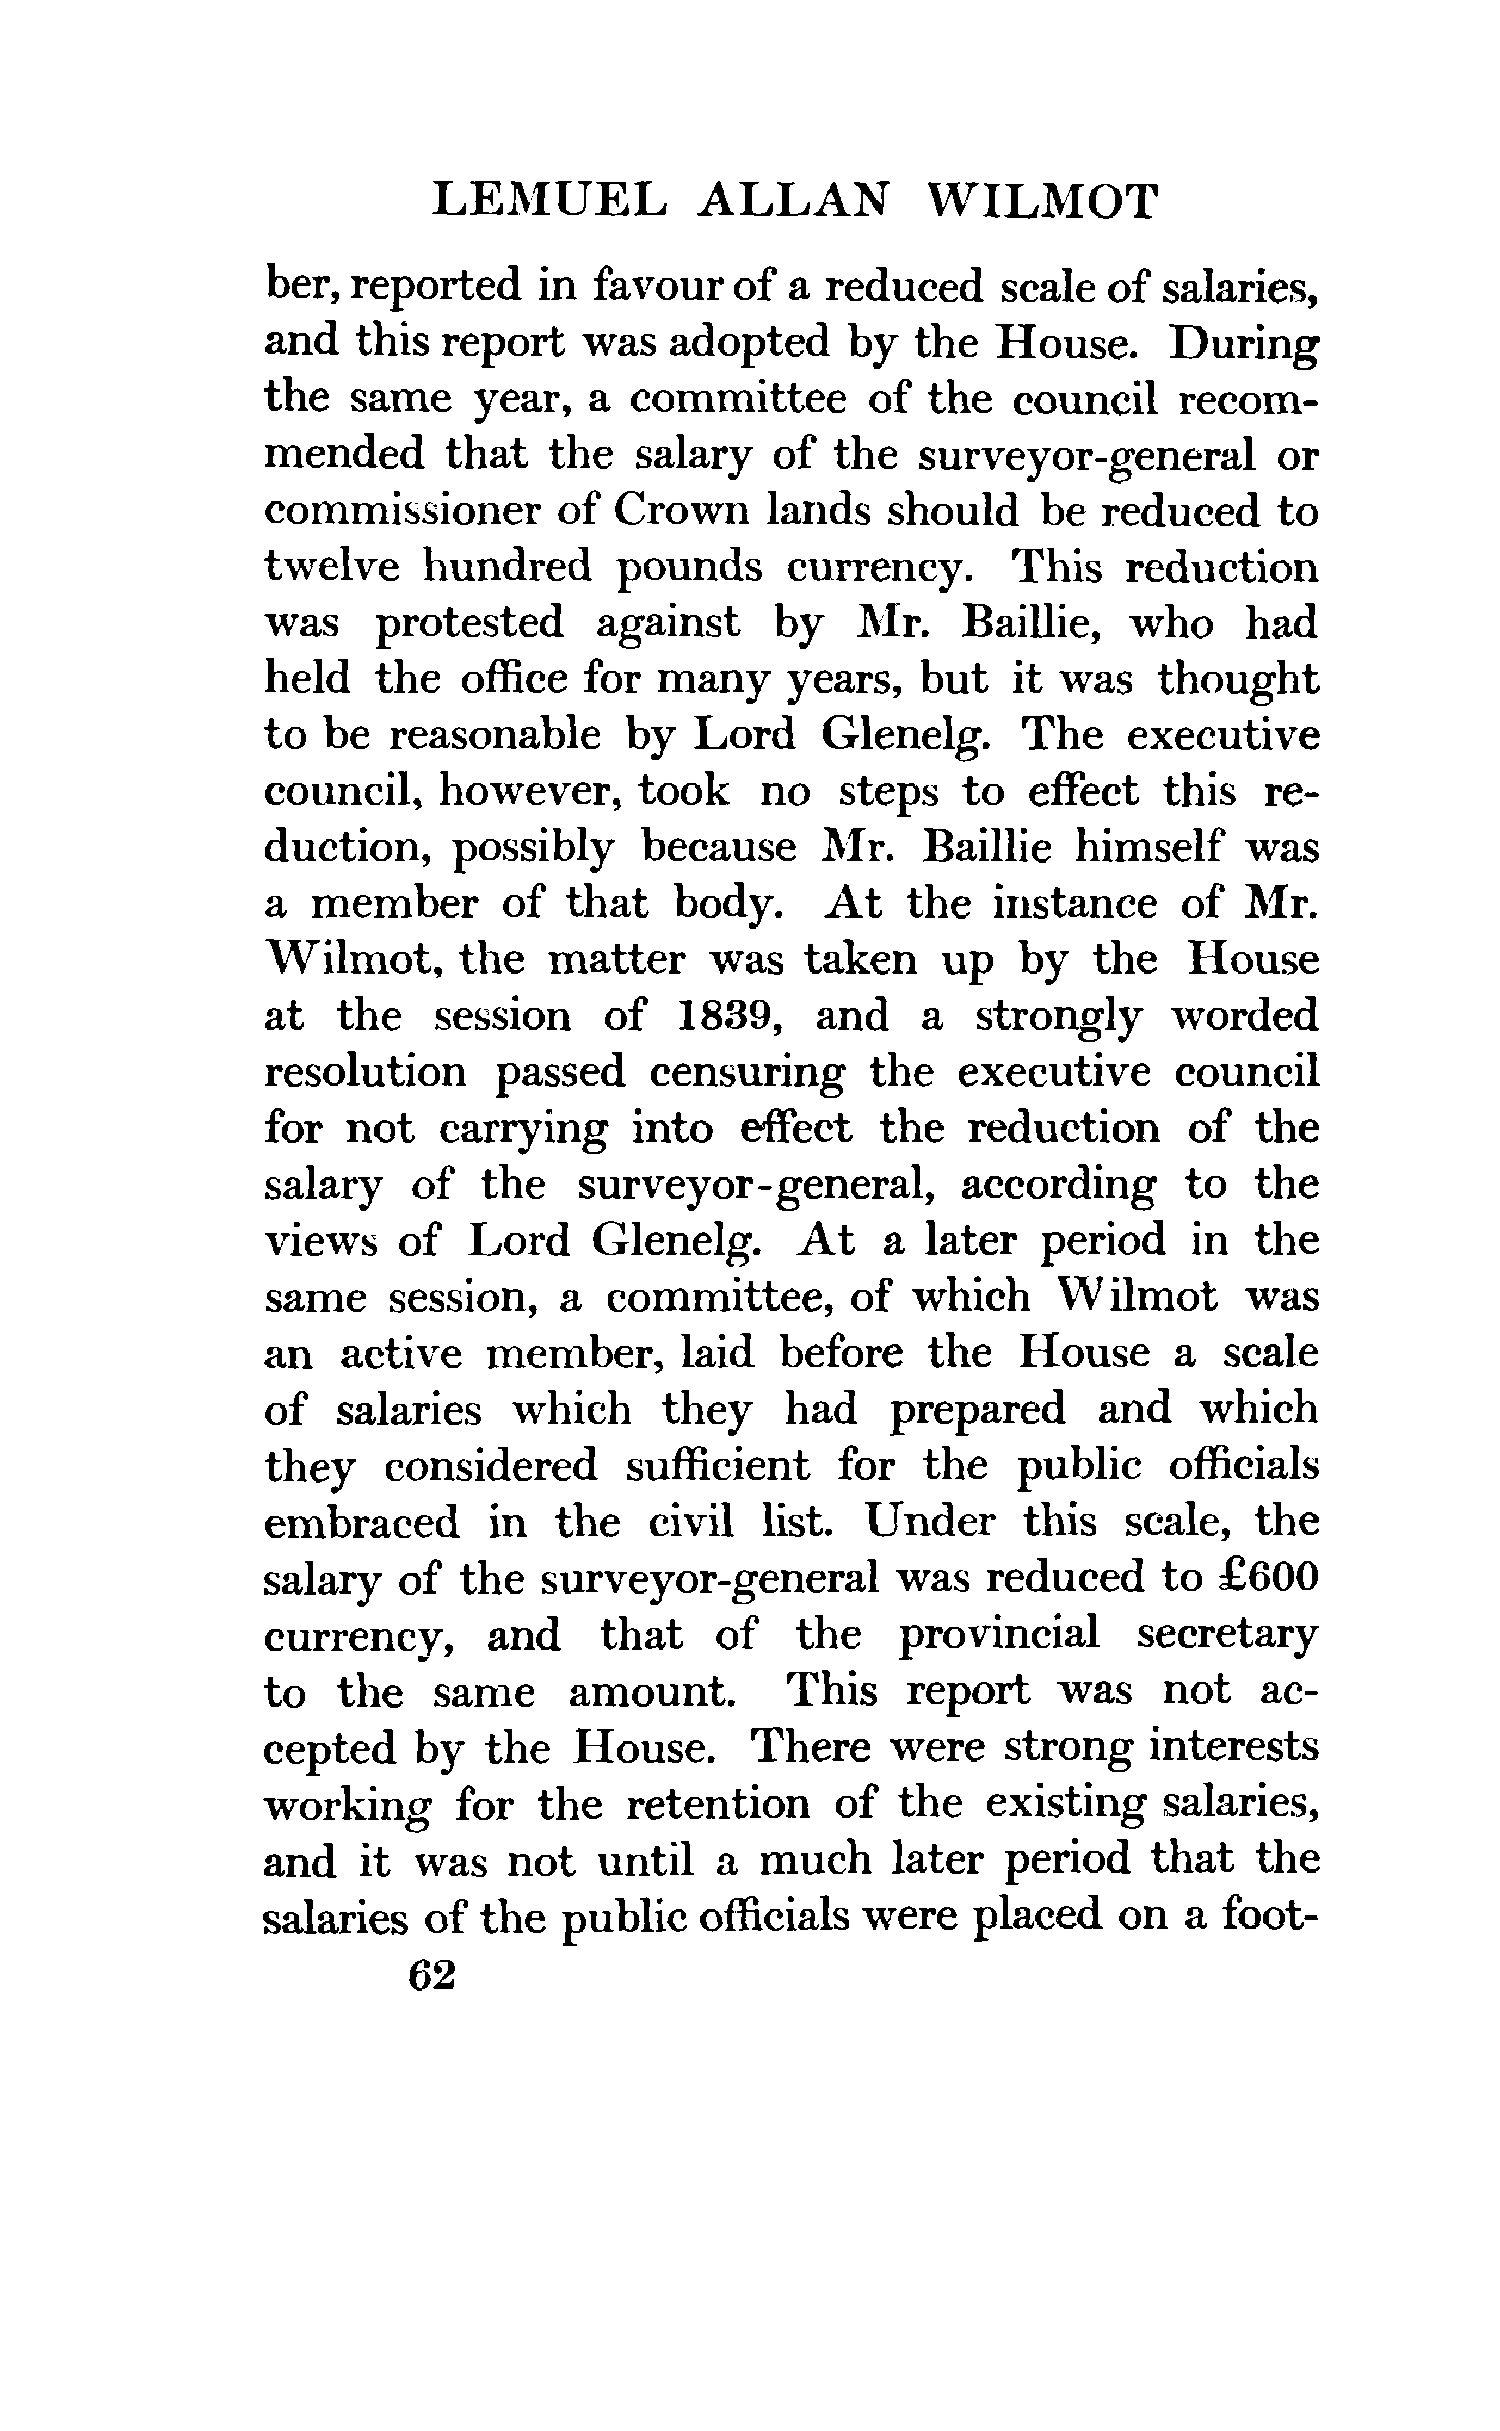 LEMUEL ALLAN WILMOT
ber, reported in favour of a reduced scale of salaries,
and this report was adopted by the House. During
the same year, a committee of the council recom-
mended that the salary of the surveyor-general or
commissioner of Crown lands should be reduced to
twelve hundred pounds currency. This reduction
was protested against by Mr. Baillie, who had
held the office for many years, but it was thought
to be reasonable by Lord Glenelg. The executive
council, however, took no steps to effect this re-
duction, possibly because Mr. Baillie himself was
a member of that body. At the instance of Mr.
Wilmot, the matter was taken up by the House
at the session of 1839, and a strongly worded
resolution passed censuring the executive council
for not carrying into effect the reduction of the
salary of the surveyor-general, according to the
views of Lord Glenelg. At a later period in the
same session, a committee, of which Wilmot was
an active member, laid before the House a scale
of salaries which they had prepared and which
they considered sufficient for the public officials
embraced in the civil list. Under this scale, the
salary of the surveyor-general was reduced to £600
currency, and that of the provincial secretary
to the same amount. This report was not ac-
cepted by the House. There were strong interests
working for the retention of the existing salaries,
and it was not until a much later period that the
salaries of the public officials were placed on a foot-
62